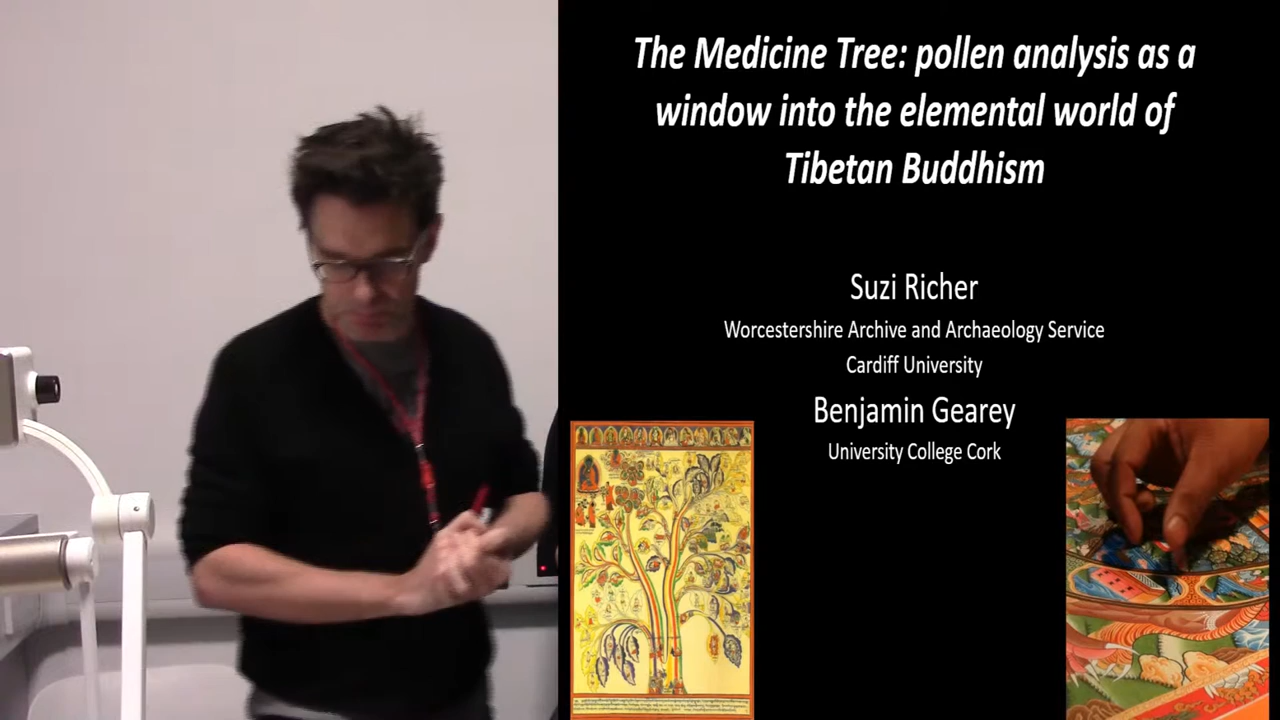 The Medicine Tree: pollen analysis as a
window into the elemental world of
Tibetan Buddhism
Suzi Richer
Worcestershire Archive and Archaeology Service
Cardiff University
Benjamin Gearey
University College Cork